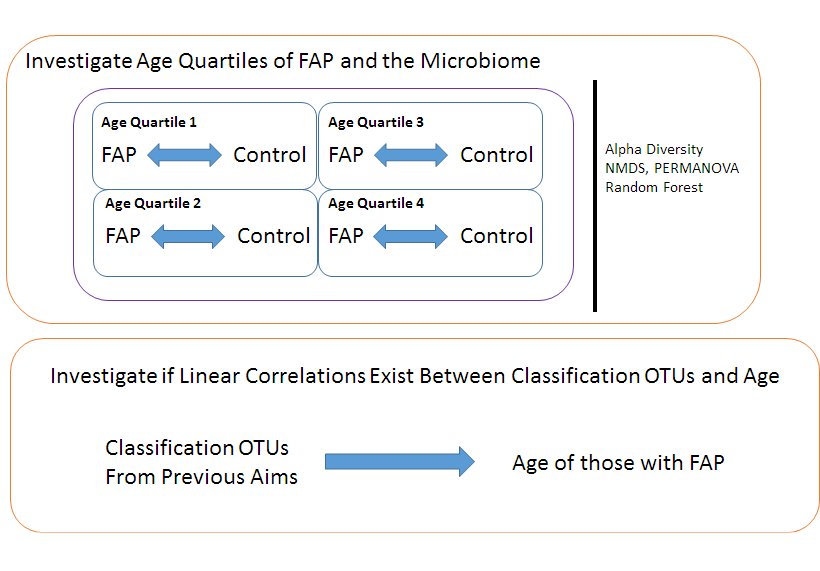 Investigate Age Quartiles of FAP and the Microbiome
Age Quartile 1
FAP Control
Age Quartile 3
FAP Control
Age Quartile 2
FAP Control
Age Quartile 4
FAP Control
Alpha Diversity
NMDS, PERMANOVA
Random Forest
Investigate if Linear Correlations Exist Between Classification OTUs and Age
Classification OTUs
From Previous Aims
Age of those with FAP